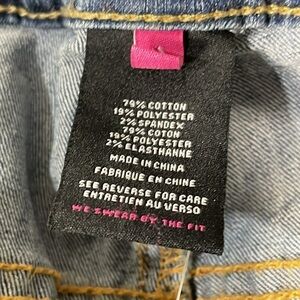 79% COTTON
19% POLYESTER
2% SPANDEX
79% COTON
19% POLYESTER
2% ELASTHANNE
MADE IN CHINA
FABRIQUE EN CHINE
SEE REVERSE FOR CARE
ENTRETIEN AU VERSO
WE SWEAR BY THE FIT